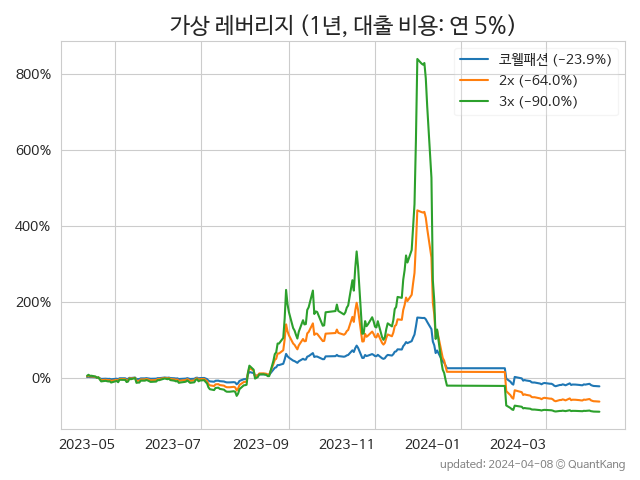 가상 레버리지 (1년, 대출 비용: 연 5%)
코웰패션 (-23.9%)
2x (-64.0%)
3x (-90.0%)
800%
600%
400%
200%
0%
2023-05 2023-07 2023-09 2023-11 2024-01 2024-03
updated: 2024-04-08 © QuantKang